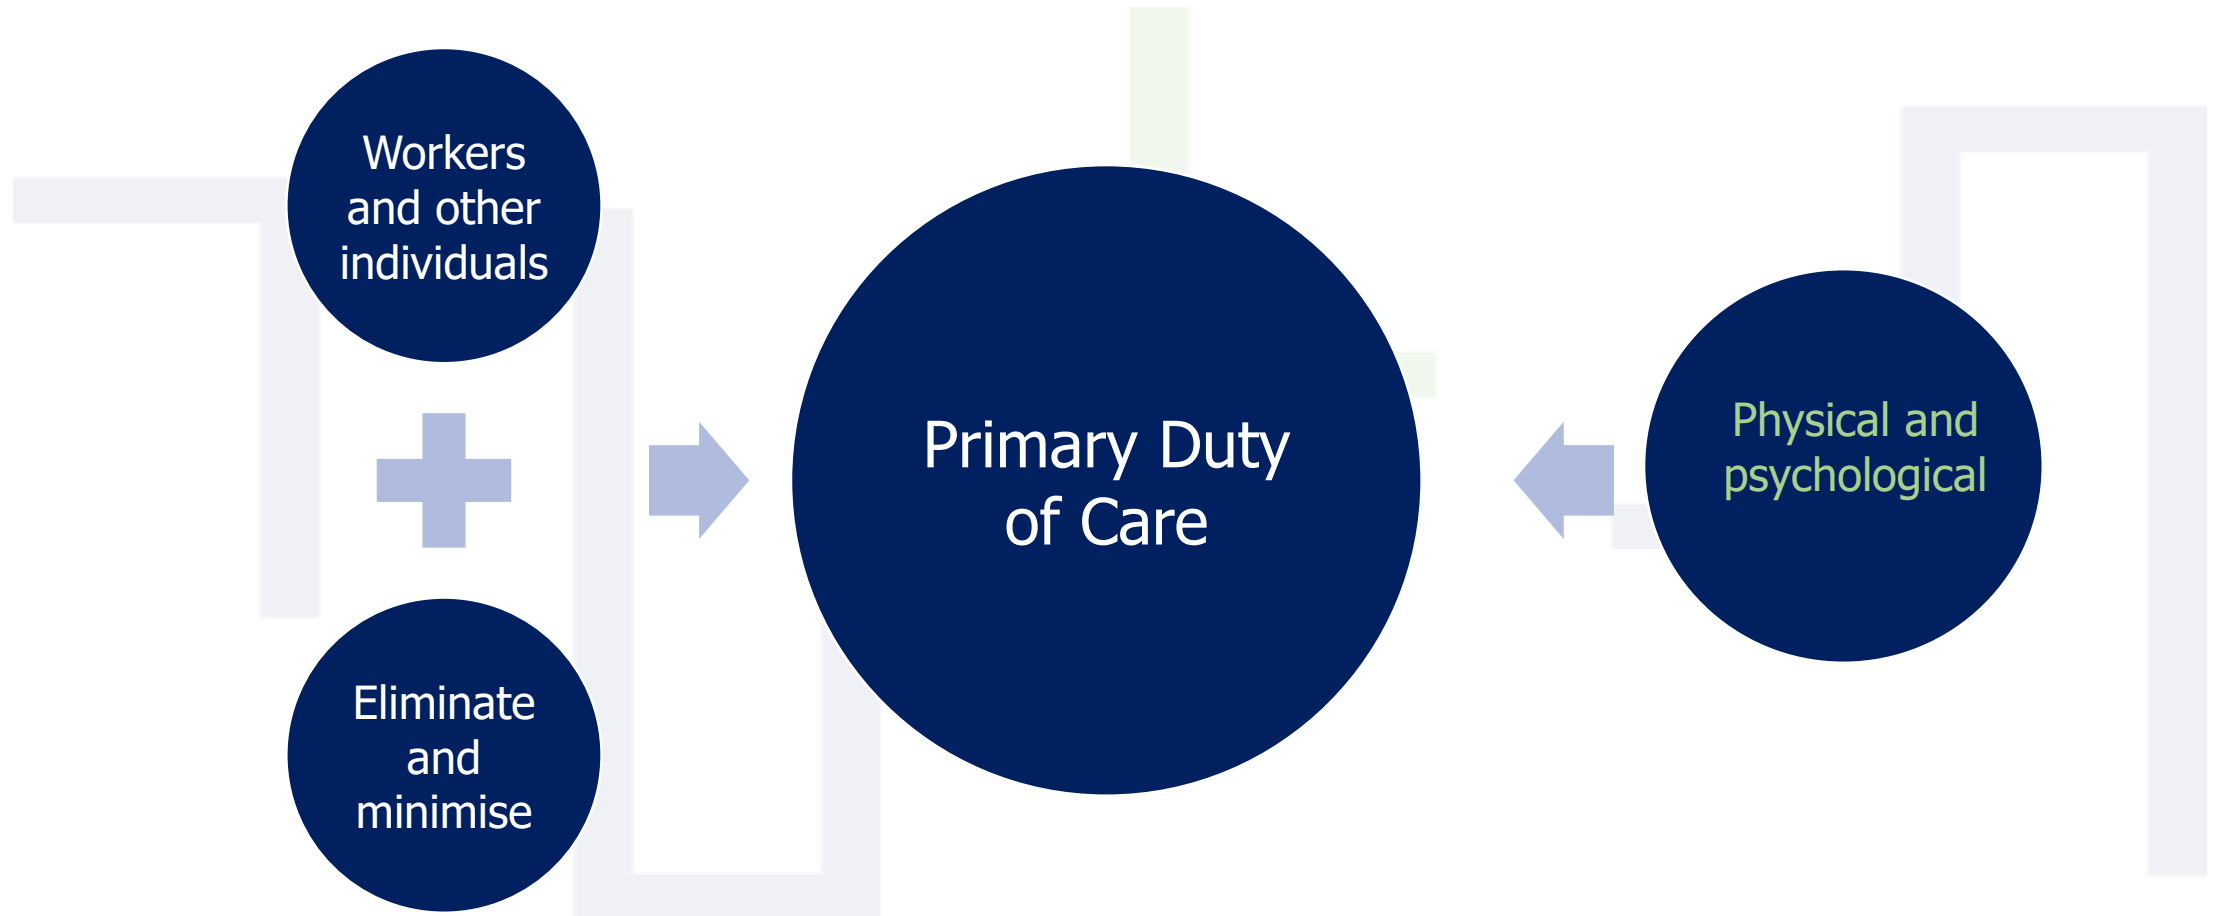 Workers
and other
individuals
Eliminate
and
minimise
Primary Duty
of Care
Physical and
psychological